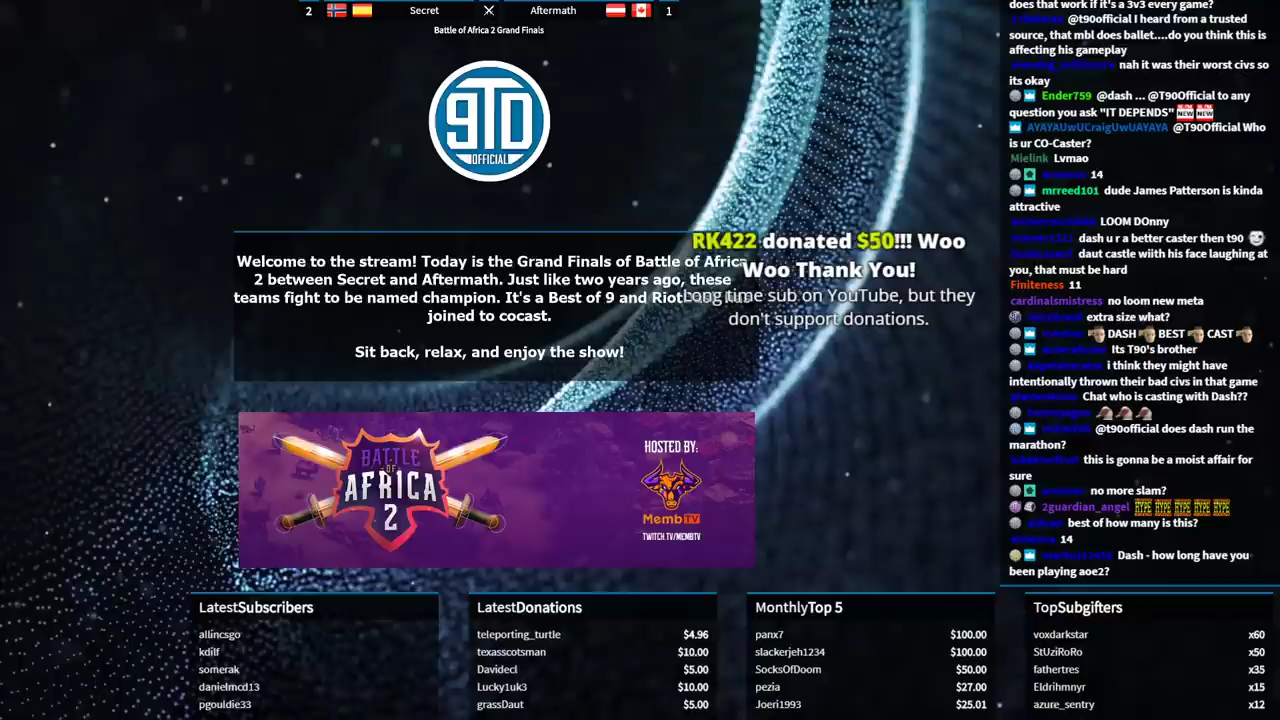 2 Secret Aftermath 1
Battle of Africa 2 Grand Finals
9TD
OFFICIAL
Welcome to the stream! Today is the Grand Finals of Battle of Africa
2 between Secret and Aftermath. Just like two years ago, these
teams fight to be named champion. It's a Best of 9 and Riot
joined to cocast.
Sit back, relax, and enjoy the show!
RK422 donated $50!!! Woo
Woo Thank You!
Long time sub on YouTube, but they
don't support donations.
BATTLE
OF
AFRICA
2
HOSTED BY:
MembTV
TWITCH.TV/MEMBTV
LatestSubscribers
allincsgo
kdilf
somerak
danielmcd13
pgouldie33
LatestDonations
teleporting_turtle $4.96
texasscotsman $10.00
Davidecl $5.00
Lucky1uk3 $10.00
grassDaut $5.00
MonthlyTop 5
panx7 $100.00
slackerjeh1234 $100.00
SocksOfDoom $50.00
pezia $27.00
Joeri1993 $25.01
TopSubgifters
voxdarkstar x60
StUziRoRo x50
fathertres x35
Eldrihmnyr x15
azure_sentry x12
does that work if it's a 3v3 every game?
@t90official I heard from a trusted
source, that mbl does ballet....do you think this is
affecting his gameplay
nah it was their worst civs so
its okay
Ender759 @dash ... @T90Official to any
question you ask "IT DEPENDS" NEW NEW
AYAYAUwUCraigUwUAYAYA @T90Official Who
is ur CO-Caster?
Mielink Lvmao
14
mrreed101 dude James Patterson is kinda
attractive
LOOM DOnny
dash u r a better caster then t90
daut castle wiith his face laughing at
you, that must be hard
Finiteness 11
cardinalsmistress no loom new meta
extra size what?
DASH BEST CAST
Its T90's brother
i think they might have
intentionally thrown their bad civs in that game
Chat who is casting with Dash??
@t90official does dash run the
marathon?
this is gonna be a moist affair for
sure
no more slam?
2guardian_angel HYPE HYPE HYPE HYPE HYPE
best of how many is this?
14
Dash - how long have you
been playing aoe2?